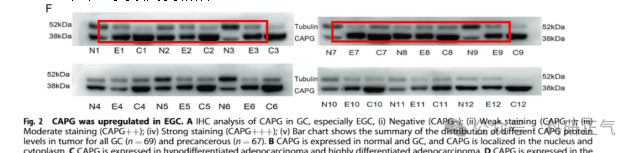 F
52kDa Tubulin 52kDa
38kDa CAPG 38kDa
N1 E1 C1 E2 C2 N3 E3 C3 N7 E7 C7 N8 E8 C8 N9 E9 C9
52kDa Tubulin 52kDa
38kDa CAPG 38kDa
N4 E4 C4 N5 E5 C5 N6 E6 C6 N10 E10 C10 N11 E11 C11 N12 E12 C12
Fig. 2 CAPG was upregulated in EGC. A IHC analysis of CAPG in GC, especially EGC, (i) Negative (CAPG−); (ii) Weak staining (CAPG+); (iii)
Moderate staining (CAPG++); (iv) Strong staining (CAPG+++); (v) Bar chart shows the summary of the distribution of different CAPG protein
levels in tumor for all GC (n = 69) and precancerous (n = 67). B CAPG is expressed in normal and GC, and CAPG is localized in the nucleus and
cytoplasm. C CAPG is expressed in hypodifferentiated adenocarcinoma and highly differentiated adenocarcinoma. D CAPG is expressed in the